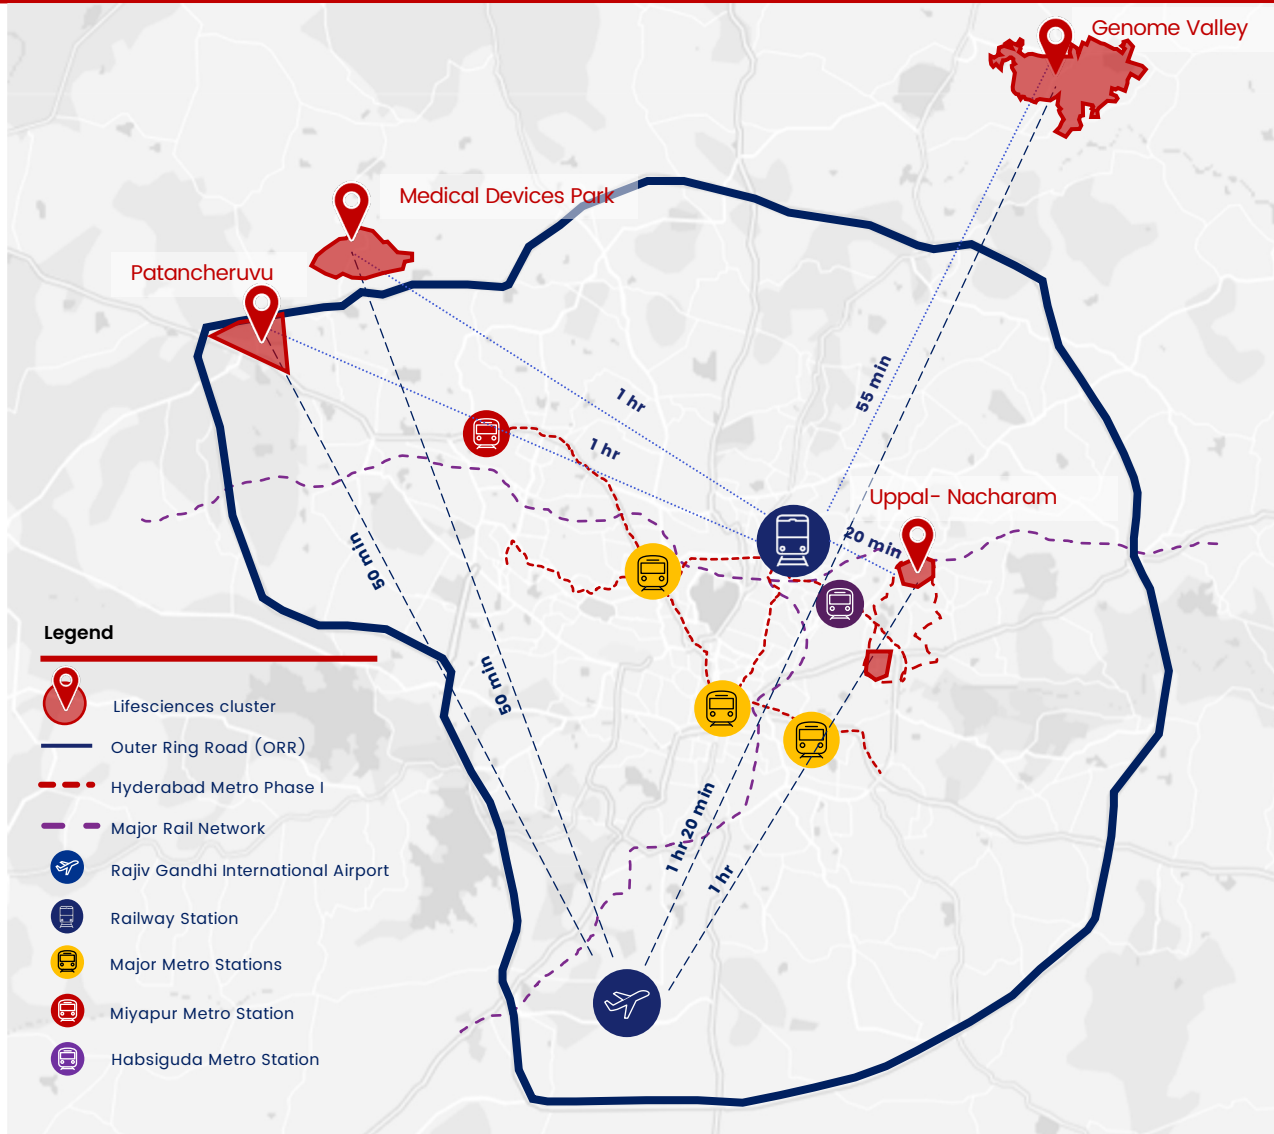 Genome Valley
Medical Devices Park
Patancheruvu
55 min
1 hr
1 hr
Uppal- Nacharam
20 min
50 min
50 min
1 hr 20 min
1 hr
Legend
Lifesciences cluster
Outer Ring Road (ORR)
Hyderabad Metro Phase I
Major Rail Network
Rajiv Gandhi International Airport
Railway Station
Major Metro Stations
Miyapur Metro Station
Habsiguda Metro Station